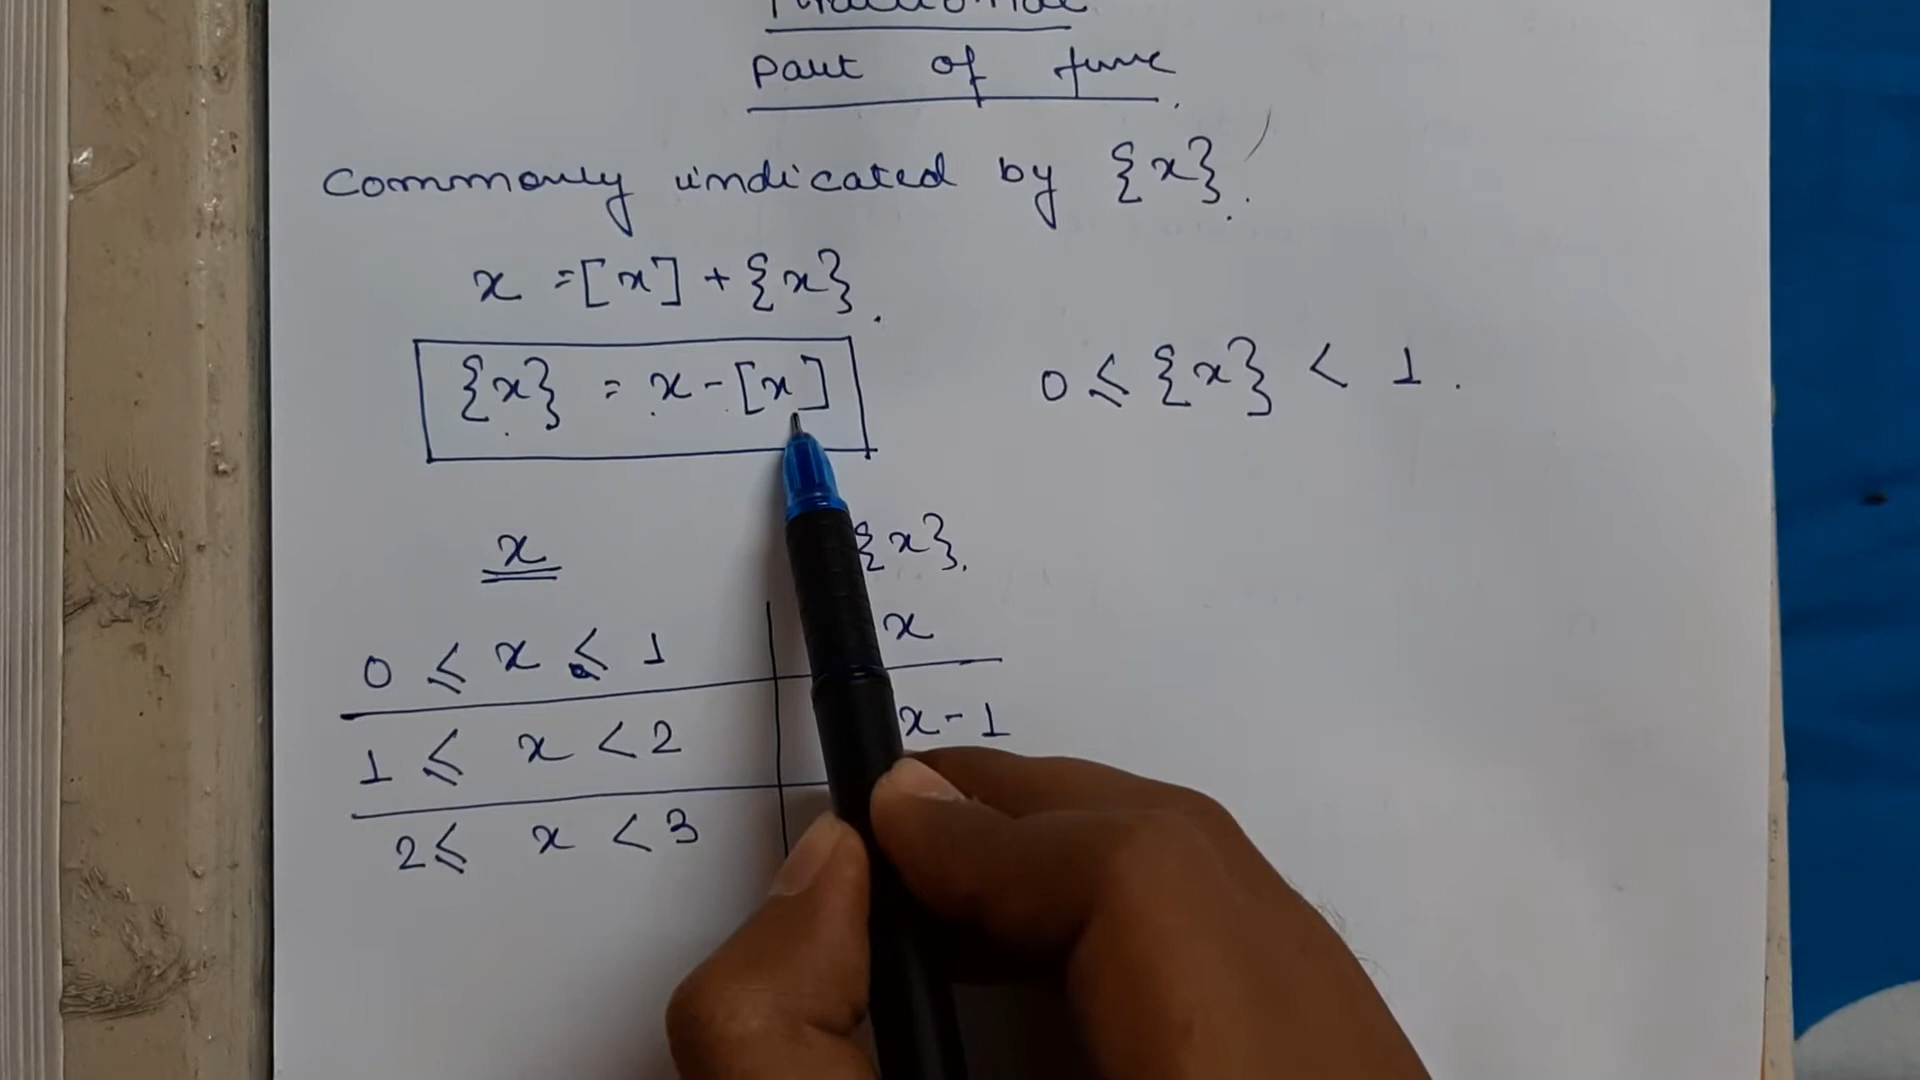 Part of func
Commonly indicated by {x}.
x = [x] + {x}.
{x} = x - [x]
0 ≤ {x} < 1.
x {x}.
0 ≤ x ≤ 1 x
1 ≤ x < 2 x - 1
2 ≤ x < 3